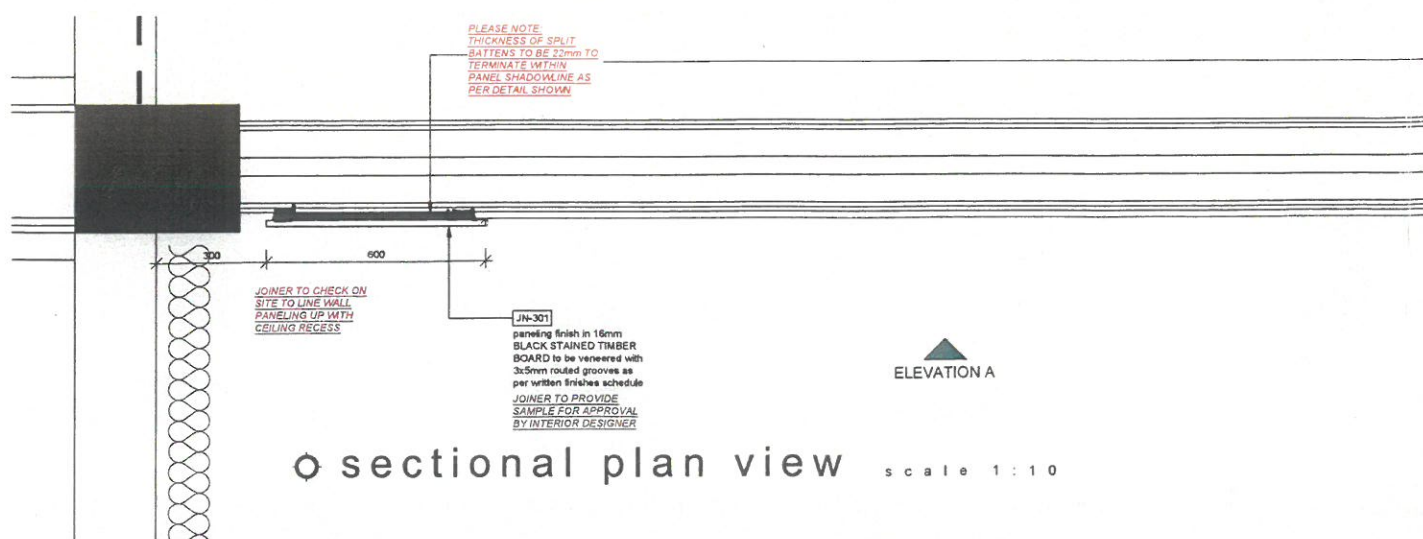 PLEASE NOTE:
THICKNESS OF SPLIT
BATTENS TO BE 22mm TO
TERMINATE WITHIN
PANEL SHADOWLINE AS
PER DETAIL SHOWN
300
600
JOINER TO CHECK ON
SITE TO LINE WALL
PANELING UP WITH
CEILING RECESS
JN-301
paneling finish in 16mm
BLACK STAINED TIMBER
BOARD to be veneered with
3x5mm routed grooves as
per written finishes schedule
JOINER TO PROVIDE
SAMPLE FOR APPROVAL
BY INTERIOR DESIGNER
ELEVATION A
sectional plan view scale 1:10